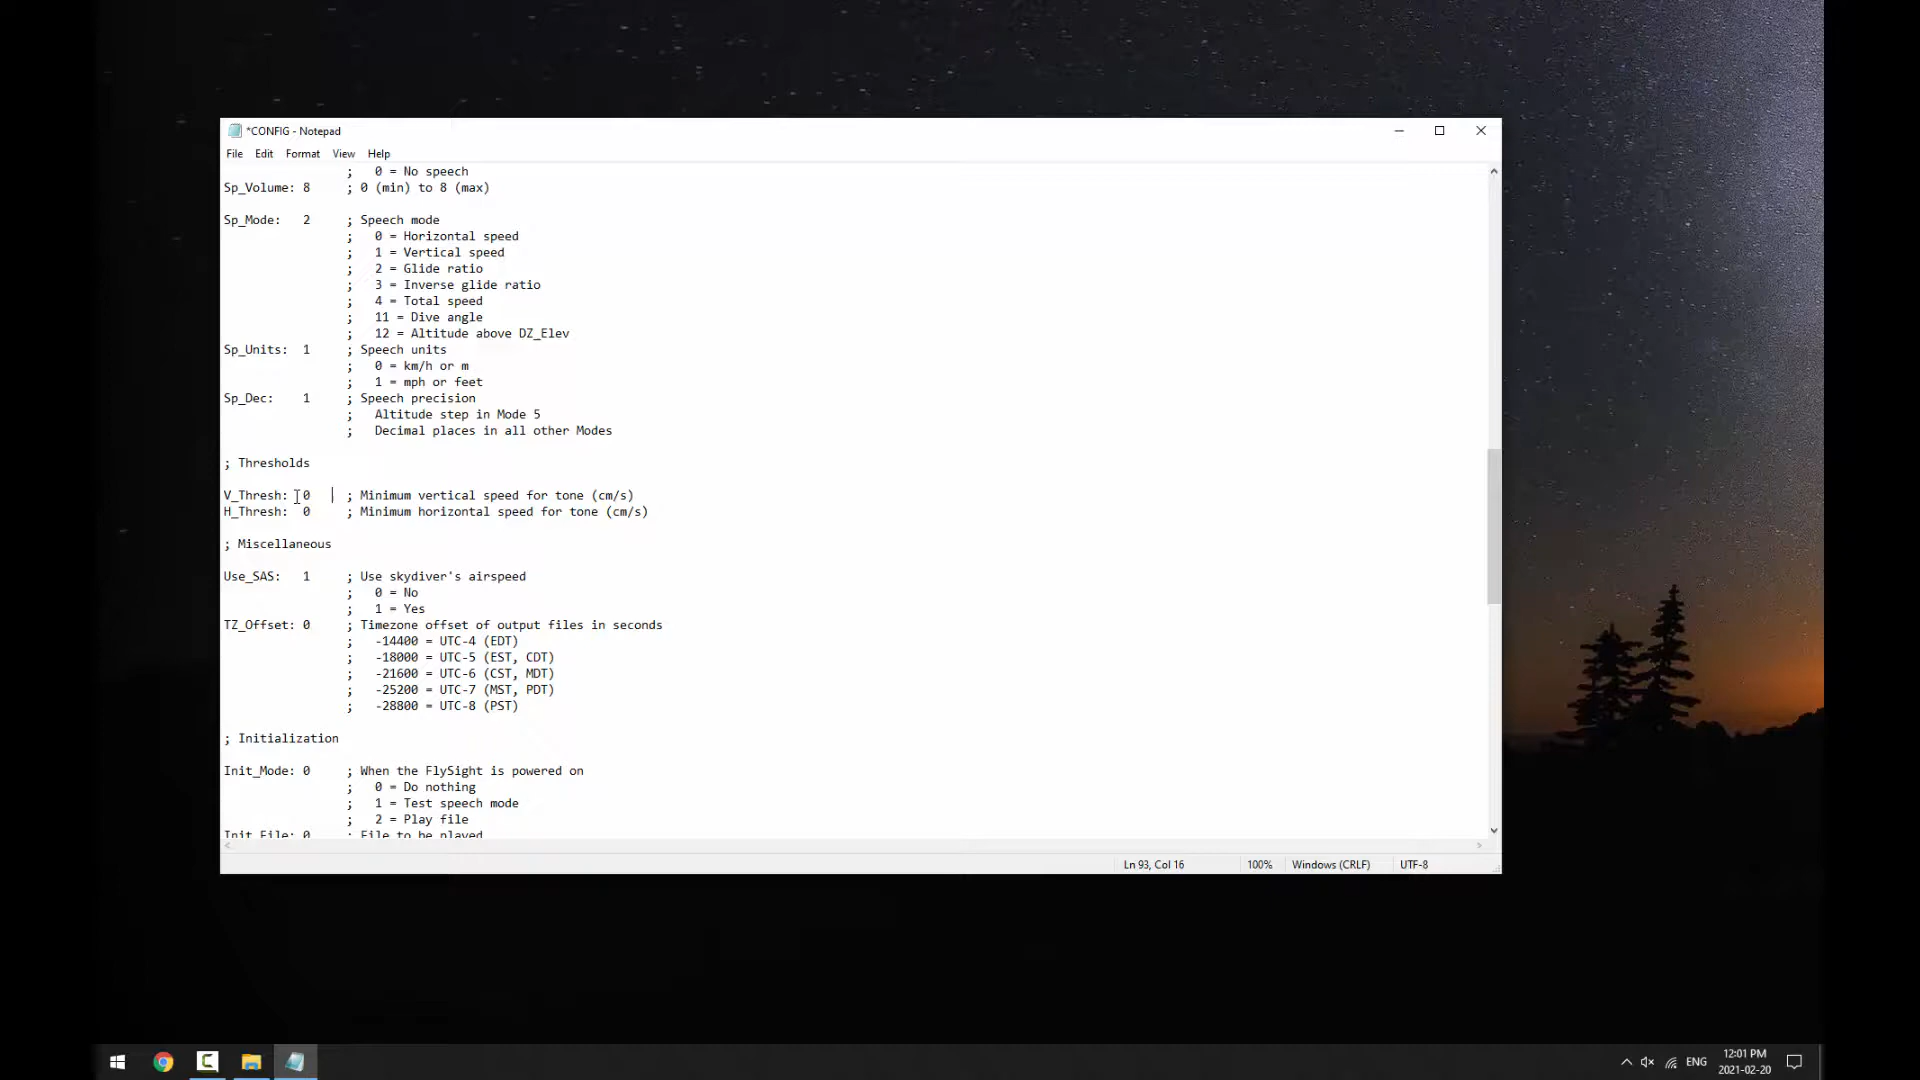 *CONFIG - Notepad
File Edit Format View Help
; 0 = No speech
Sp_Volume: 8 ; 0 (min) to 8 (max)
Sp_Mode: 2 ; Speech mode
; 0 = Horizontal speed
; 1 = Vertical speed
; 2 = Glide ratio
; 3 = Inverse glide ratio
; 4 = Total speed
; 11 = Dive angle
; 12 = Altitude above DZ_Elev
Sp_Units: 1 ; Speech units
; 0 = km/h or m
; 1 = mph or feet
Sp_Dec: 1 ; Speech precision
; Altitude step in Mode 5
; Decimal places in all other Modes
; Thresholds
V_Thresh: 0 ; Minimum vertical speed for tone (cm/s)
H_Thresh: 0 ; Minimum horizontal speed for tone (cm/s)
; Miscellaneous
Use_SAS: 1 ; Use skydiver's airspeed
; 0 = No
; 1 = Yes
TZ_Offset: 0 ; Timezone offset of output files in seconds
; -14400 = UTC-4 (EDT)
; -18000 = UTC-5 (EST, CDT)
; -21600 = UTC-6 (CST, MDT)
; -25200 = UTC-7 (MST, PDT)
; -28800 = UTC-8 (PST)
; Initialization
Init_Mode: 0 ; When the FlySight is powered on
; 0 = Do nothing
; 1 = Test speech mode
; 2 = Play file
Init_File: 0 ; File to be played
Ln 93, Col 16 100% Windows (CRLF) UTF-8
ENG 12:01 PM
2021-02-20